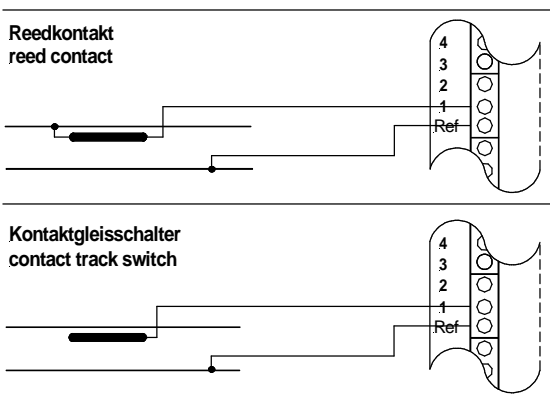 Reedkontakt
reed contact
4
3
2
1
Ref
Kontaktgleisschalter
contact track switch
4
3
2
1
Ref